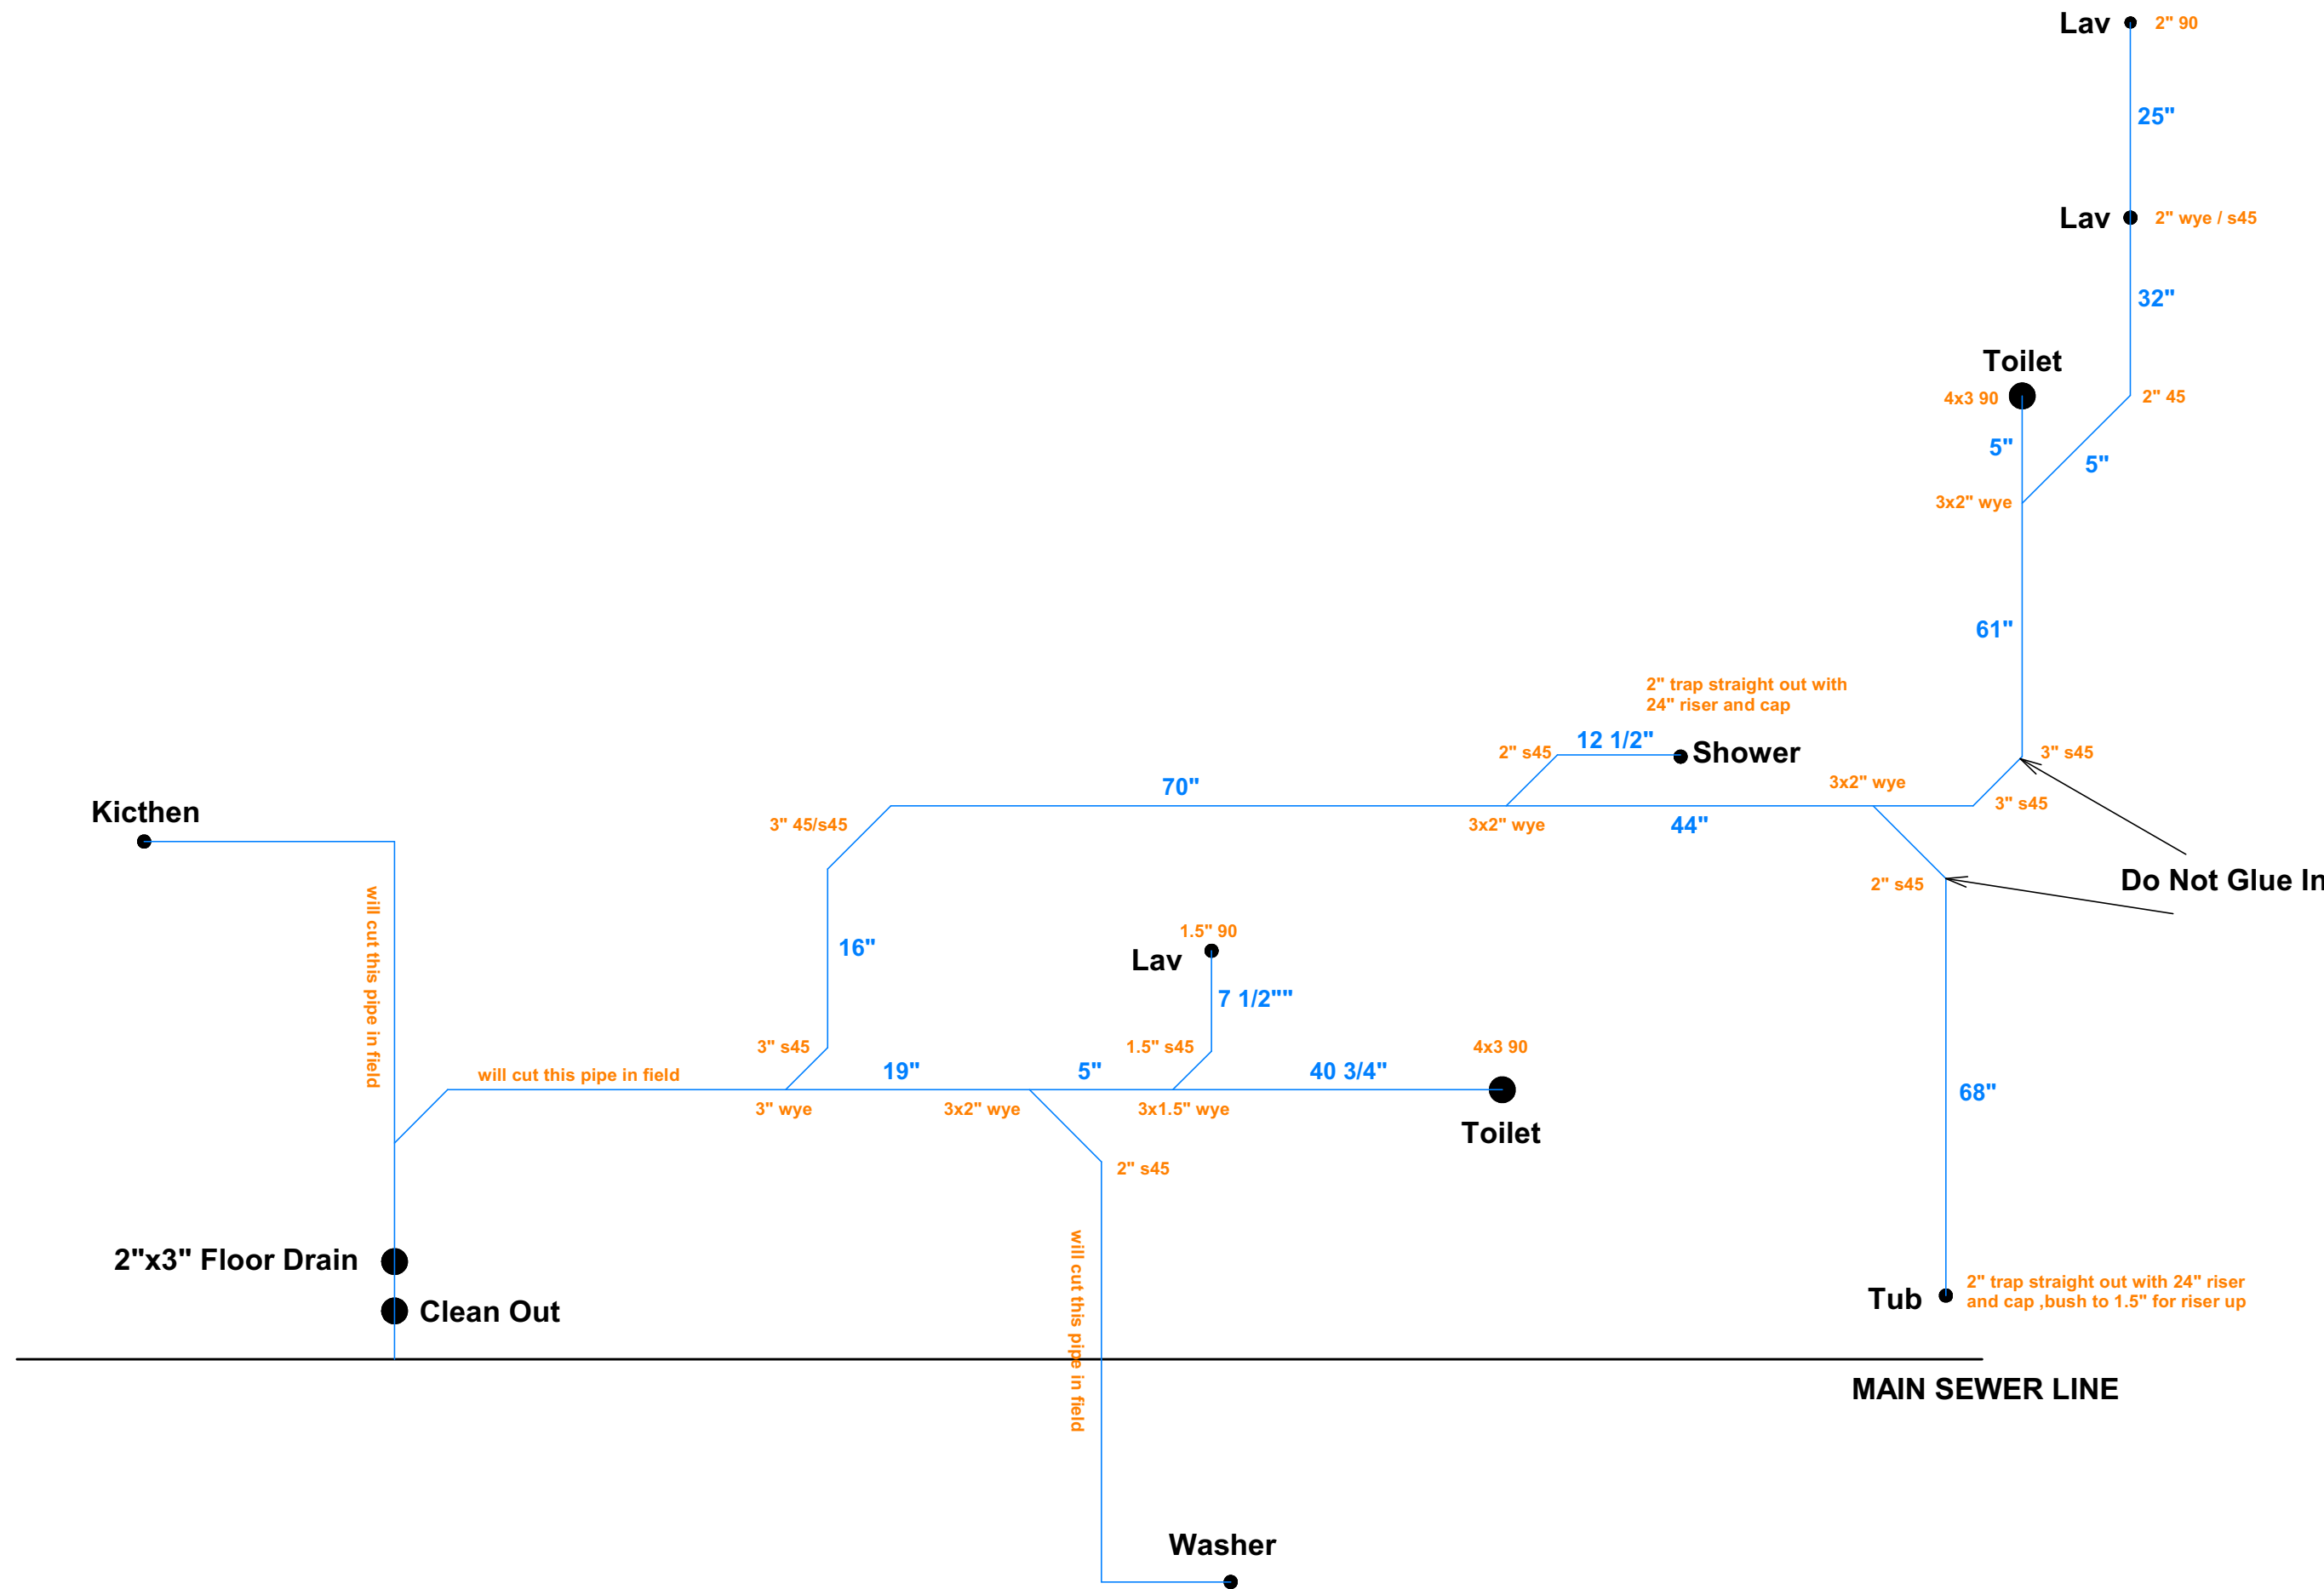 Lav
2" 90
25"
Lav
2" wye / s45
32"
Toilet
4x3 90
2" 45
5"
5"
3x2" wye
61"
2" trap straight out with
24" riser and cap
12 1/2"
2" s45
Shower
3" s45
70"
3x2" wye
3" s45
Kicthen
3" 45/s45
3x2" wye
44"
Do Not Glue In
2" s45
will cut this pipe in field
1.5" 90
Lav
16"
7 1/2""
3" s45
1.5" s45
4x3 90
will cut this pipe in field
19"
5"
40 3/4"
68"
3" wye
3x2" wye
3x1.5" wye
Toilet
2" s45
will cut this pipe in field
2"x3" Floor Drain
Clean Out
Tub
2" trap straight out with 24" riser
and cap ,bush to 1.5" for riser up
MAIN SEWER LINE
Washer